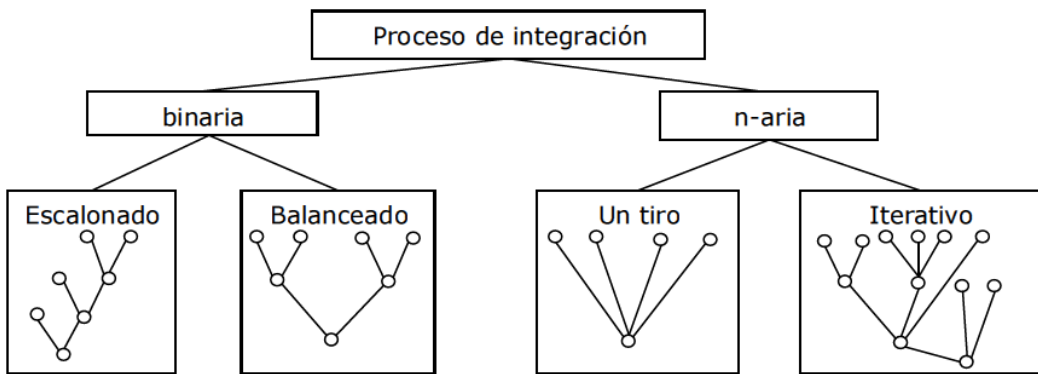 Proceso de integración
binaria
n-aria
Escalonado
Balanceado
Un tiro
Iterativo